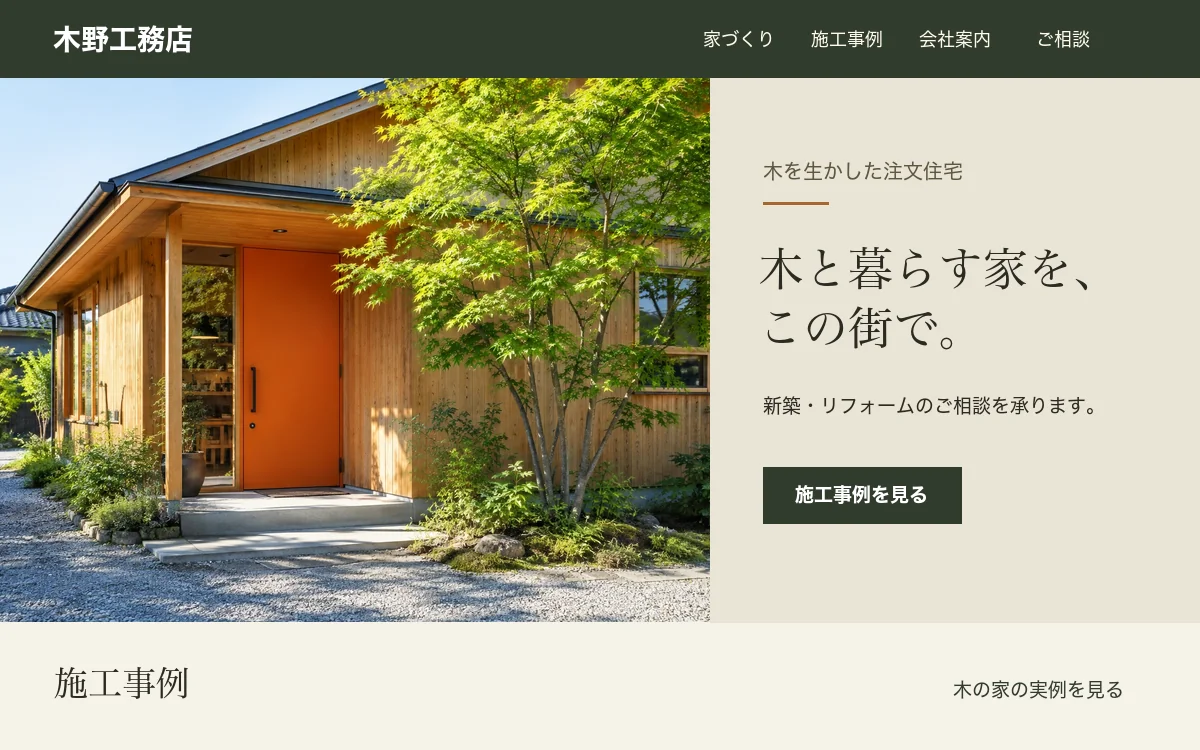 木野工務店
家づくり 施工事例 会社案内 ご相談
木を生かした注文住宅
木と暮らす家を、
この街で。
新築・リフォームのご相談を承ります。
施工事例を見る
施工事例
木の家の実例を見る